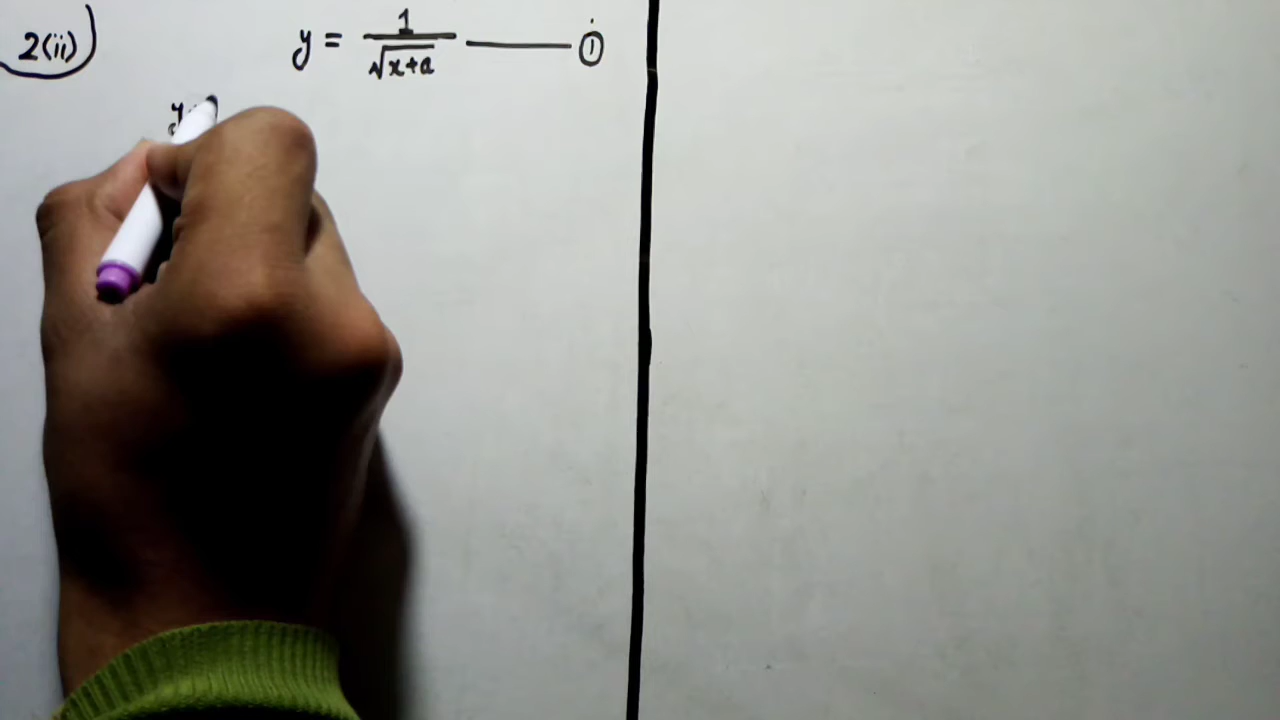 2(ii)
y = 1/√x+a ——— ①
y